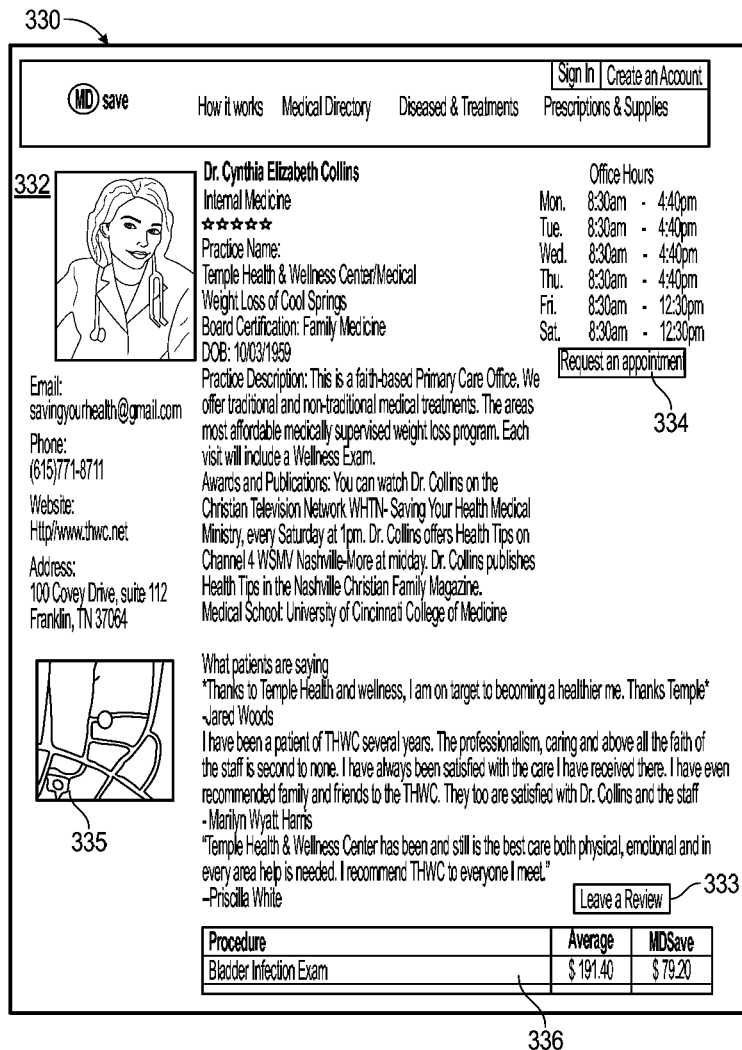 330
Sign In Create an Account
MD save
How it works Medical Directory Diseased & Treatments Prescriptions & Supplies
332
Dr. Cynthia Elizabeth Collins
Internal Medicine
☆☆☆☆☆
Practice Name:
Temple Health & Wellness Center/Medical
Weight Loss of Cool Springs
Board Certification: Family Medicine
DOB: 10/03/1959
Practice Description: This is a faith-based Primary Care Office. We
offer traditional and non-traditional medical treatments. The areas
most affordable medically supervised weight loss program. Each
visit will include a Wellness Exam.
Awards and Publications: You can watch Dr. Collins on the
Christian Television Network WHTN- Saving Your Health Medical
Ministry, every Saturday at 1pm. Dr. Collins offers Health Tips on
Channel 4 WSMV Nashville-More at midday. Dr. Collins publishes
Health Tips in the Nashville Christian Family Magazine.
Medical School: University of Cincinnati College of Medicine
Office Hours
Mon. 8:30am - 4:40pm
Tue. 8:30am - 4:40pm
Wed. 8:30am - 4:40pm
Thu. 8:30am - 4:40pm
Fri. 8:30am - 12:30pm
Sat. 8:30am - 12:30pm
Request an appointment
334
Email:
savingyourhealth@gmail.com
Phone:
(615)771-8711
Website:
Http//www.thwc.net
Address:
100 Covey Drive, suite 112
Franklin, TN 37064
335
What patients are saying
*Thanks to Temple Health and wellness, I am on target to becoming a healthier me. Thanks Temple*
-Jared Woods
I have been a patient of THWC several years. The professionalism, caring and above all the faith of
the staff is second to none. I have always been satisfied with the care I have received there. I have even
recommended family and friends to the THWC. They too are satisfied with Dr. Collins and the staff
- Marilyn Wyatt Harris
"Temple Health & Wellness Center has been and still is the best care both physical, emotional and in
every area help is needed. I recommend THWC to everyone I meet."
--Priscilla White
Leave a Review
333
Procedure Average MDSave
Bladder Infection Exam $ 191.40 $ 79.20
336